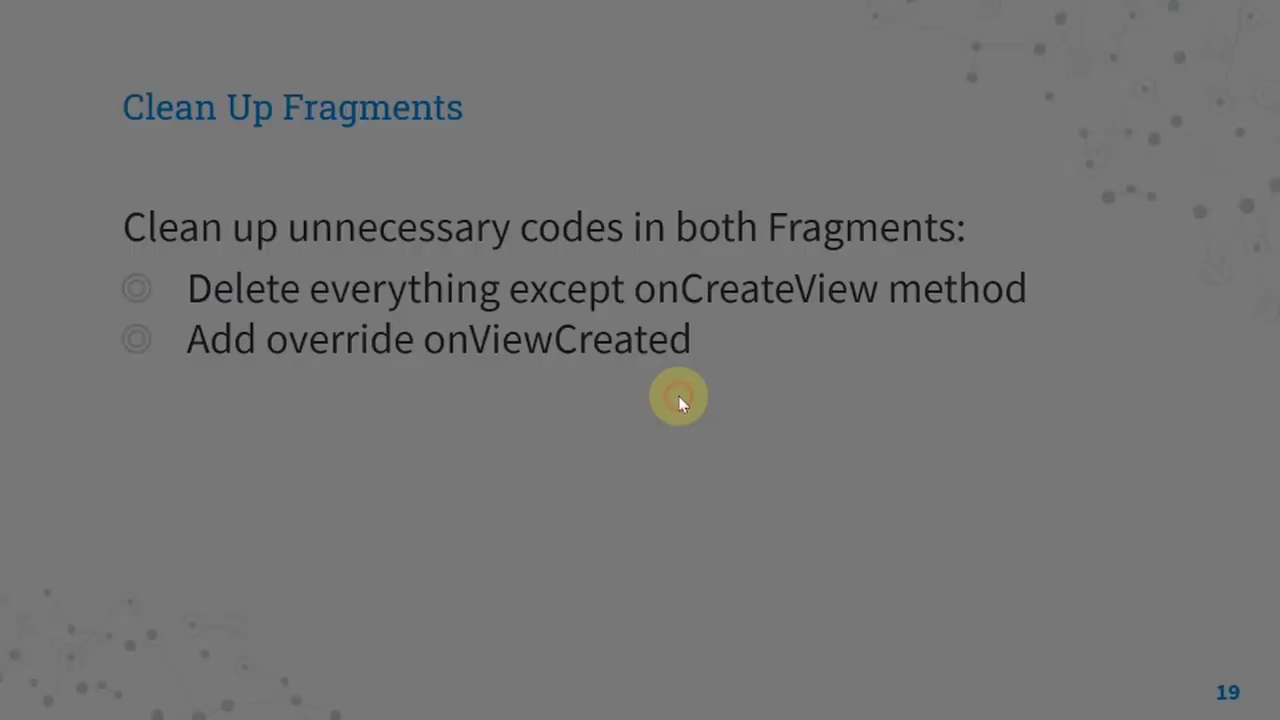 Clean Up Fragments
Clean up unnecessary codes in both Fragments:
Delete everything except onCreateView method
Add override onViewCreated
19